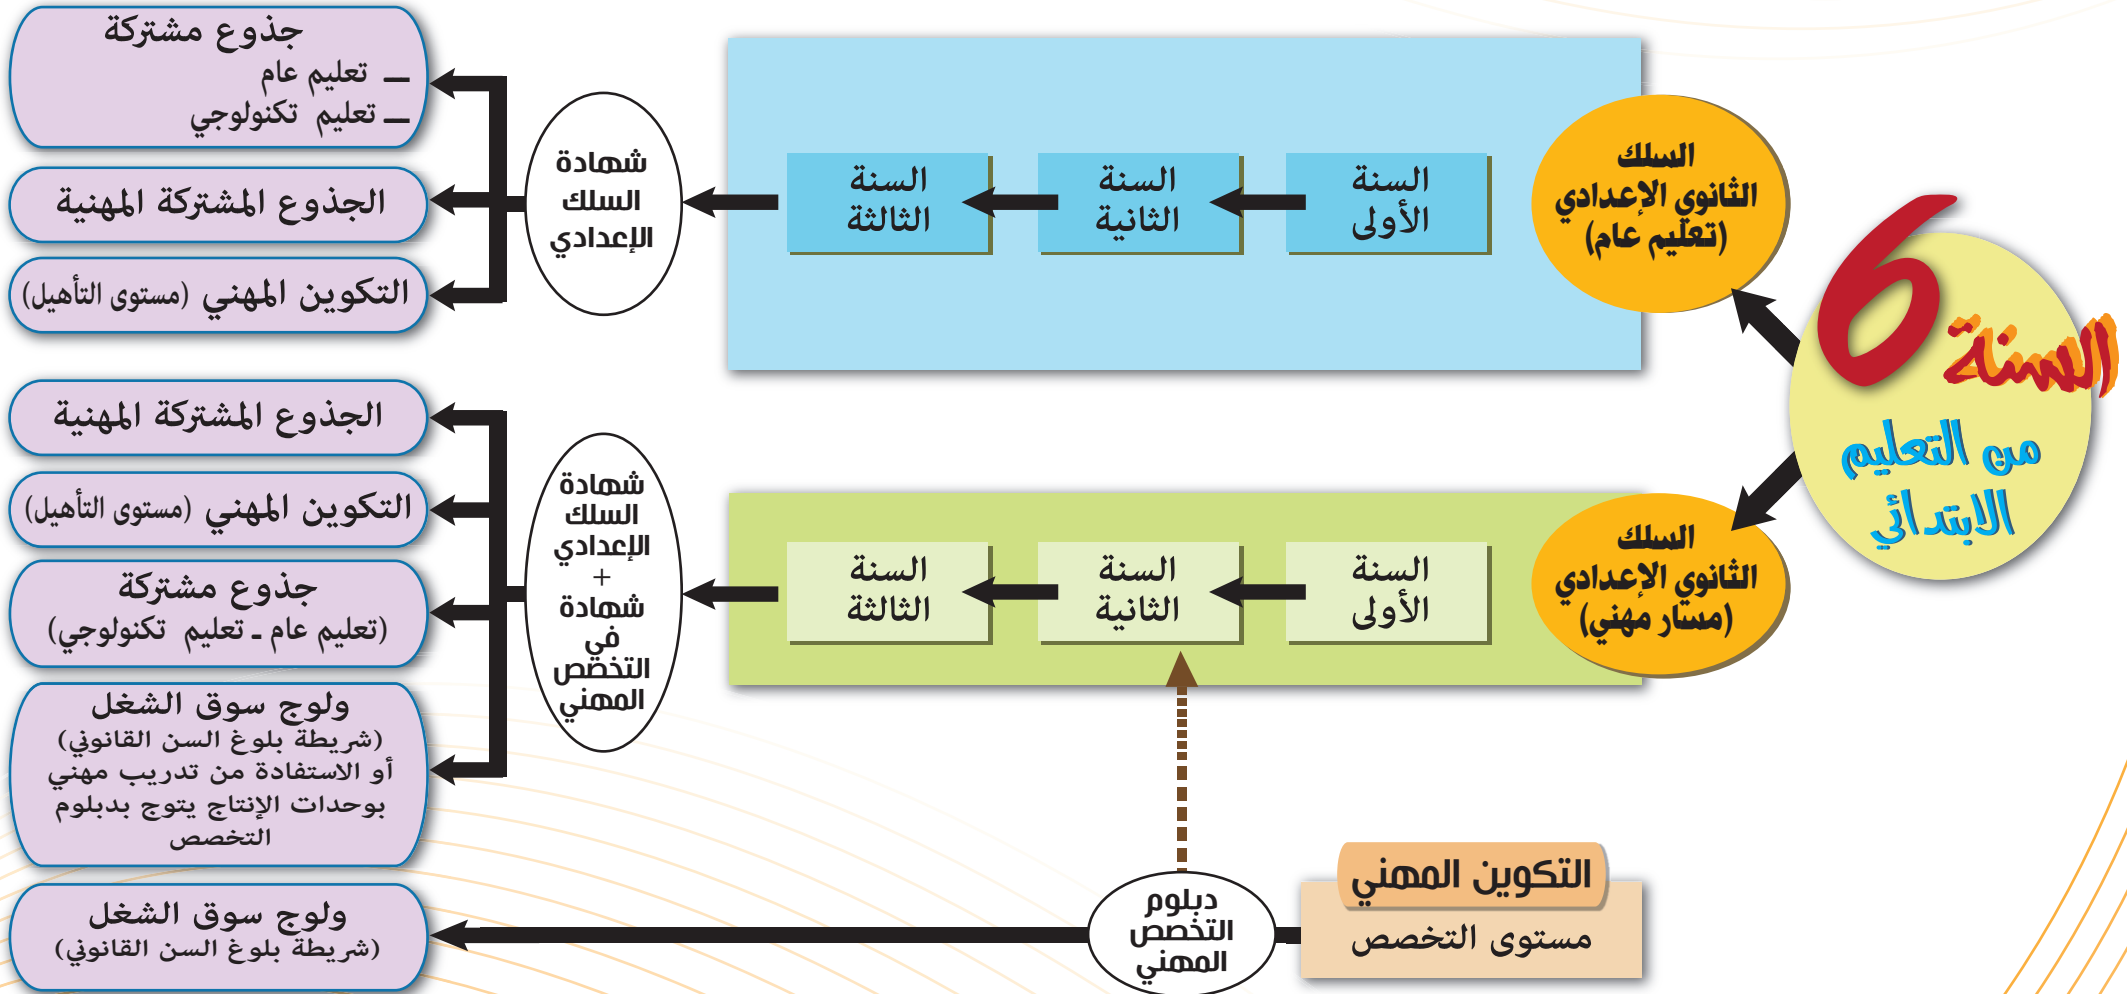 السنة 6
من التعليم
الابتدائي
السلك
الثانوي الإعدادي
(تعليم عام)
السنة
الأولى
السنة
الثانية
السنة
الثالثة
شهادة
السلك
الإعدادي
جذوع مشتركة
ـ تعليم عام
ـ تعليم تكنولوجي
الجذوع المشتركة المهنية
التكوين المهني (مستوى التأهيل)
السلك
الثانوي الإعدادي
(مسار مهني)
السنة
الأولى
السنة
الثانية
السنة
الثالثة
شهادة
السلك
الإعدادي
+
شهادة
في
التخصص
المهني
الجذوع المشتركة المهنية
التكوين المهني (مستوى التأهيل)
جذوع مشتركة
(تعليم عام ـ تعليم تكنولوجي)
ولوج سوق الشغل
(شريطة بلوغ السن القانوني)
أو الاستفادة من تدريب مهني
بوحدات الإنتاج يتوج بدبلوم
التخصص
التكوين المهني
مستوى التخصص
دبلوم
التخصص
المهني
ولوج سوق الشغل
(شريطة بلوغ السن القانوني)